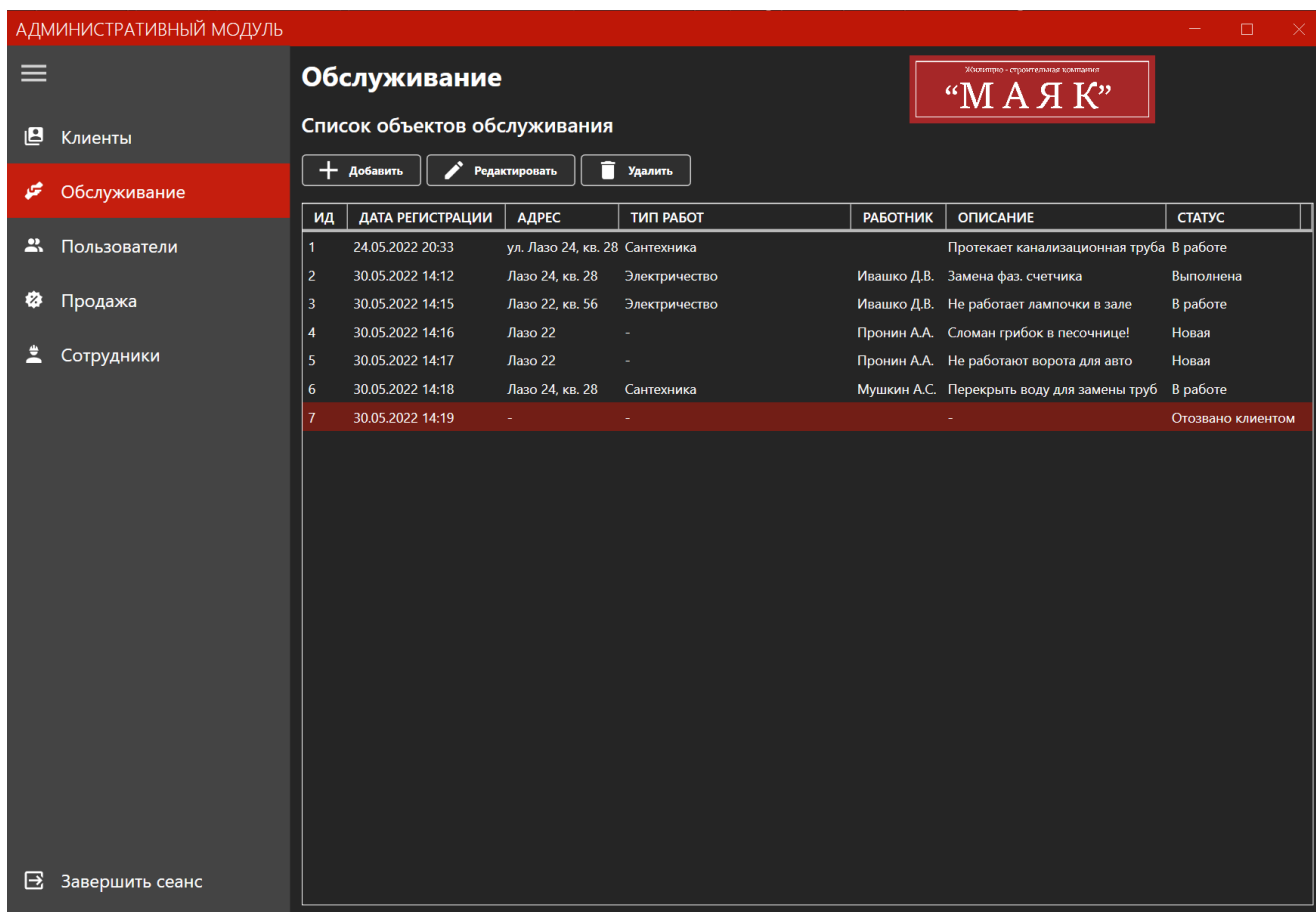 АДМИНИСТРАТИВНЫЙ МОДУЛЬ
Клиенты
Обслуживание
Пользователи
Продажа
Сотрудники
Завершить сеанс
Обслуживание
Жилищно - строительная компания
“МАЯК”
Список объектов обслуживания
Добавить Редактировать Удалить
ИД ДАТА РЕГИСТРАЦИИ АДРЕС ТИП РАБОТ РАБОТНИК ОПИСАНИЕ СТАТУС
1 24.05.2022 20:33 ул. Лазо 24, кв. 28 Сантехника Протекает канализационная труба В работе
2 30.05.2022 14:12 Лазо 24, кв. 28 Электричество Ивашко Д.В. Замена фаз. счетчика Выполнена
3 30.05.2022 14:15 Лазо 22, кв. 56 Электричество Ивашко Д.В. Не работает лампочки в зале В работе
4 30.05.2022 14:16 Лазо 22 - Пронин А.А. Сломан грибок в песочнице! Новая
5 30.05.2022 14:17 Лазо 22 - Пронин А.А. Не работают ворота для авто Новая
6 30.05.2022 14:18 Лазо 24, кв. 28 Сантехника Мушкин А.С. Перекрыть воду для замены труб В работе
7 30.05.2022 14:19 - - - Отозвано клиентом